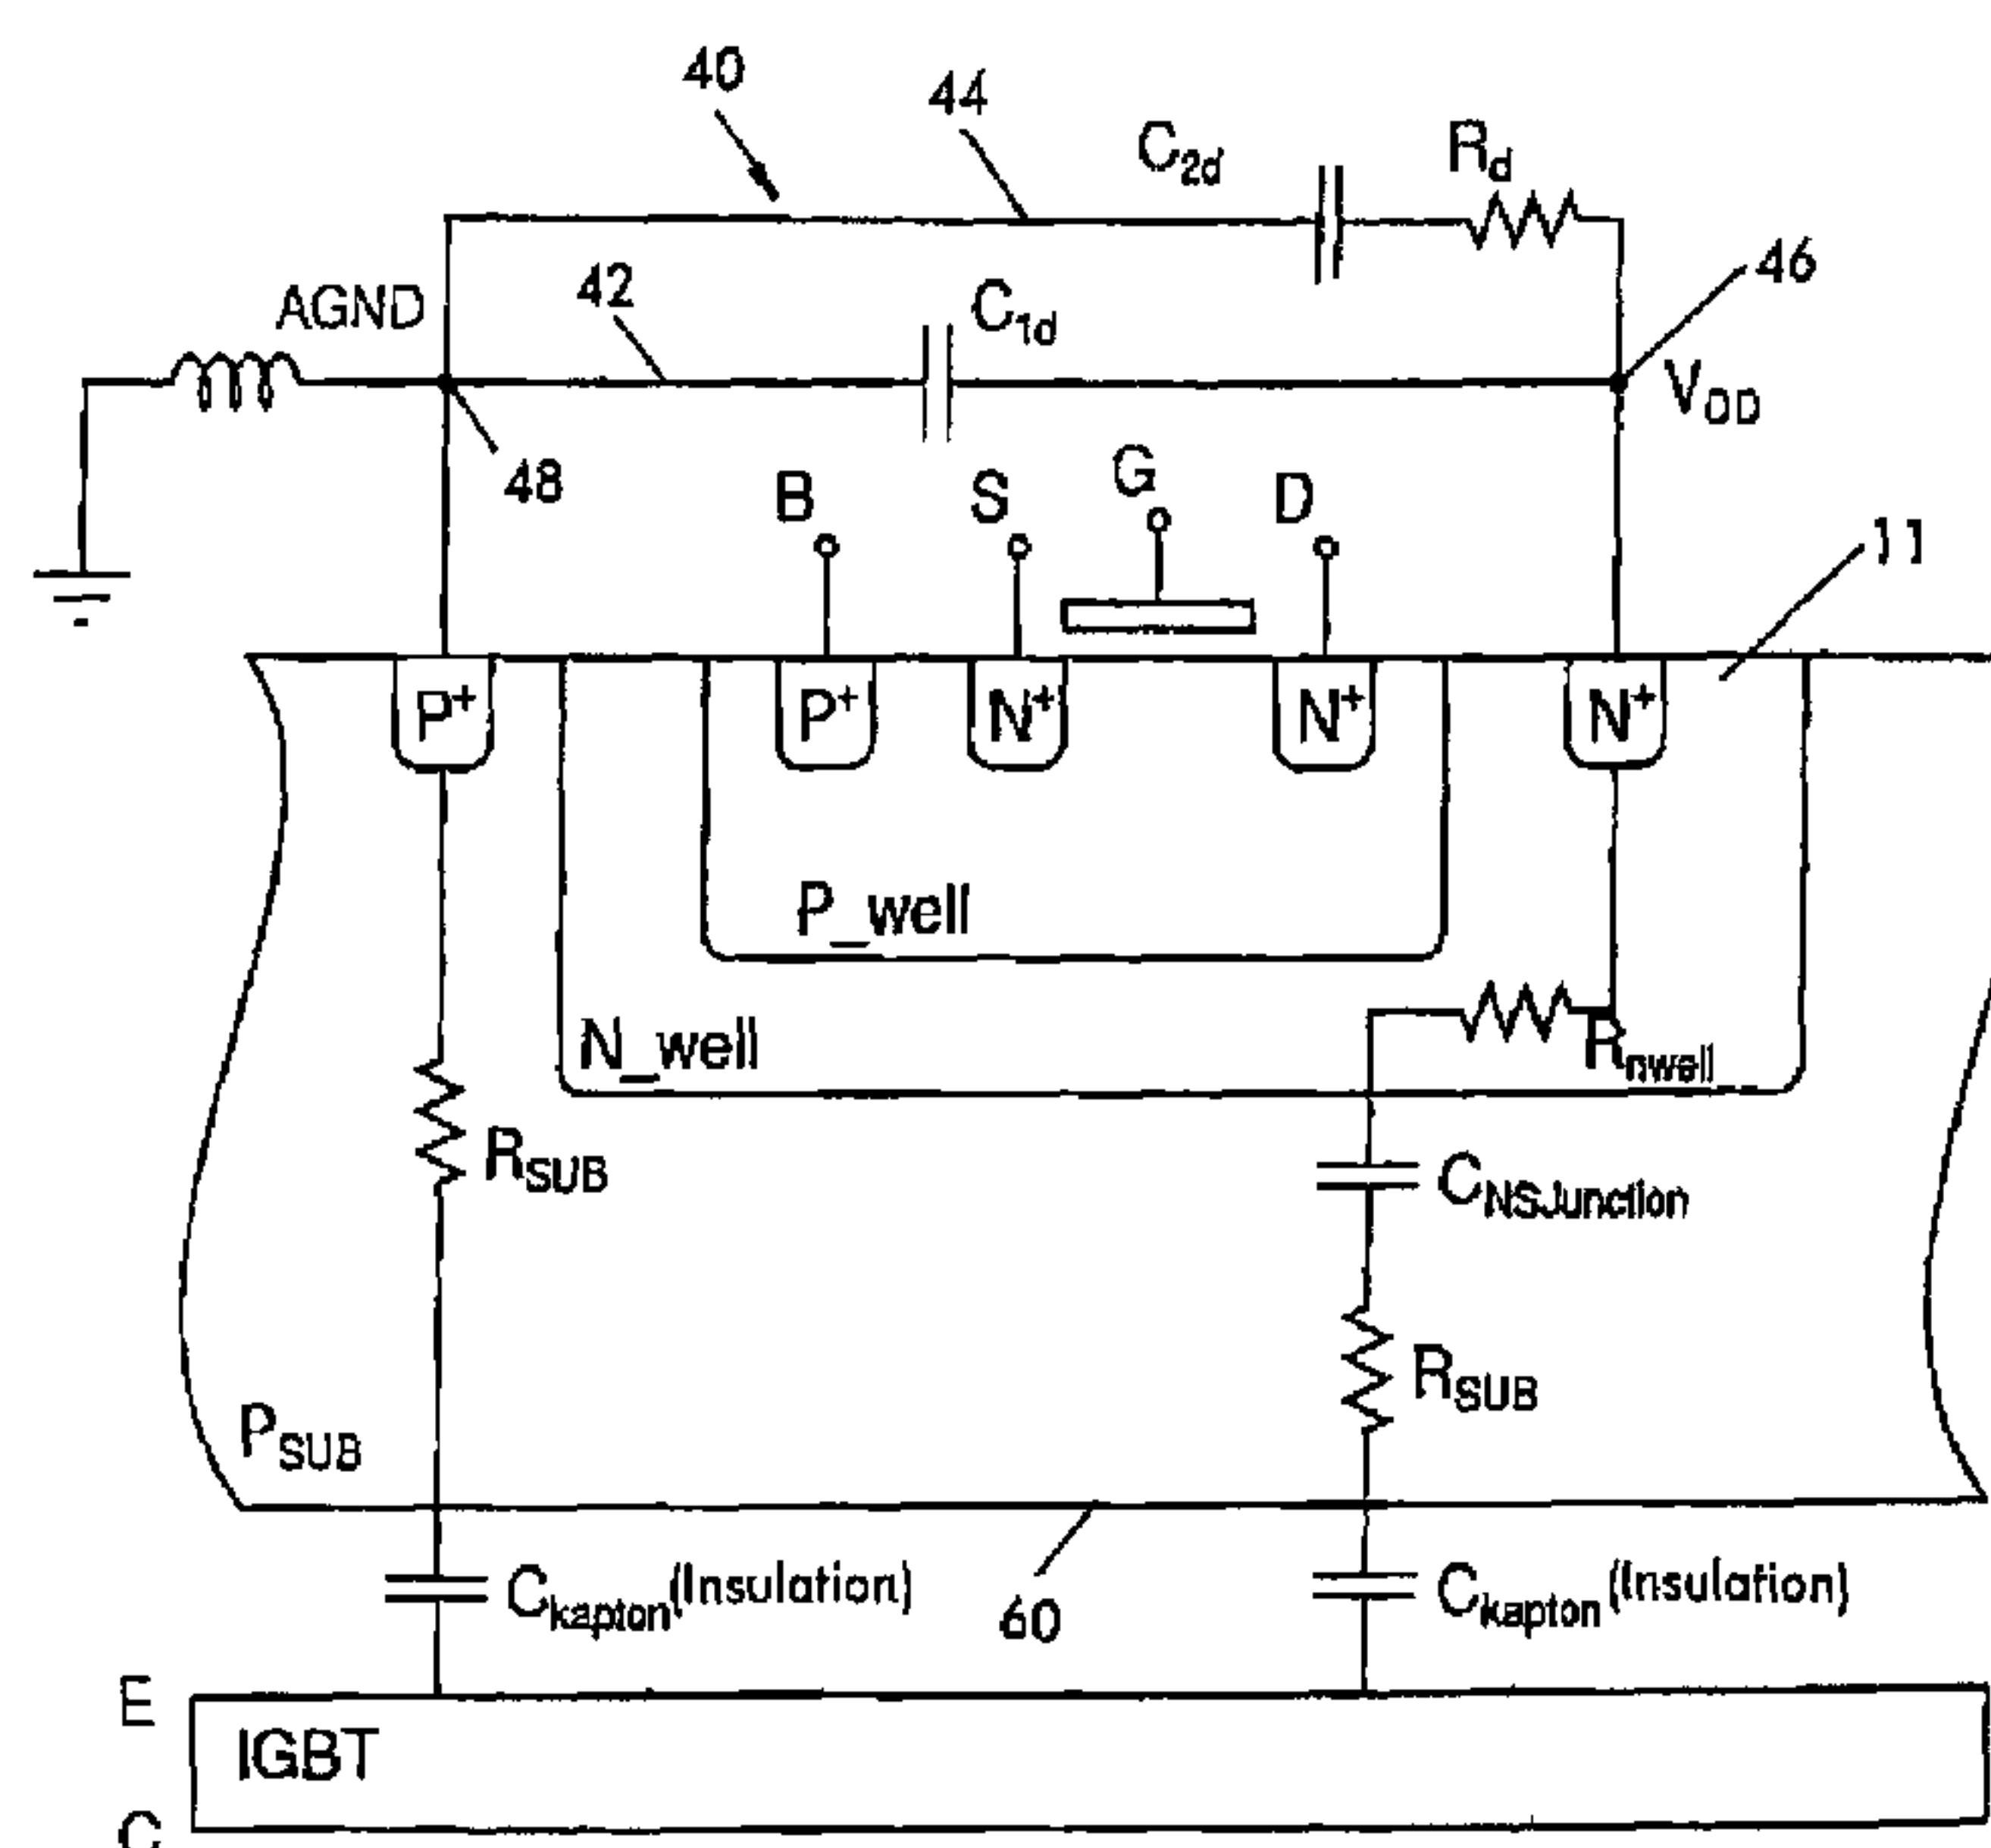 40
44
C2d
Rd
42
C1d
46
AGND
VDD
48
B
S
G
D
11
P+
P+
N+
N+
N+
P_well
N_well
Rnwell
RSUB
CNSJunction
RSUB
PSUB
Ckapton(Insulation)
60
Ckapton(Insulation)
E
IGBT
C